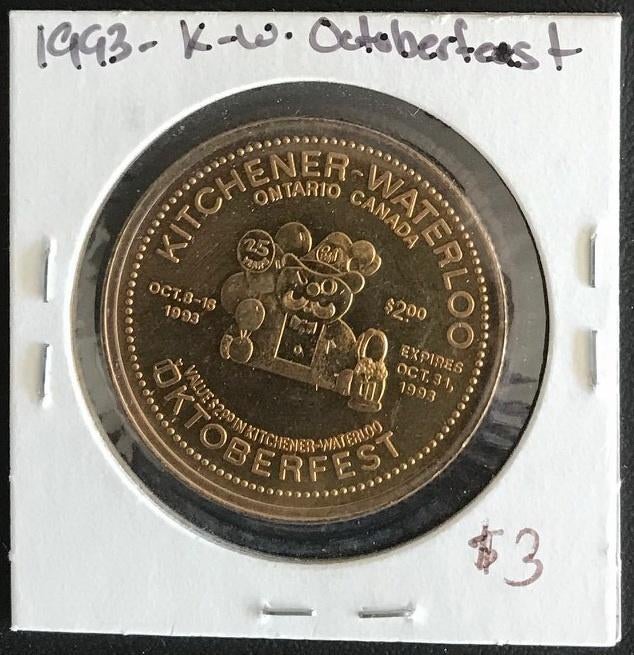 1993 - K-W. Octoberfeast
KITCHENER-WATERLOO
ONTARIO CANADA
25
OCT. 8-16
1993
$2.00
EXPIRES
OCT. 31,
1993
VALUE $2.00 IN KITCHENER-WATERLOO
OKTOBERFEST
$3